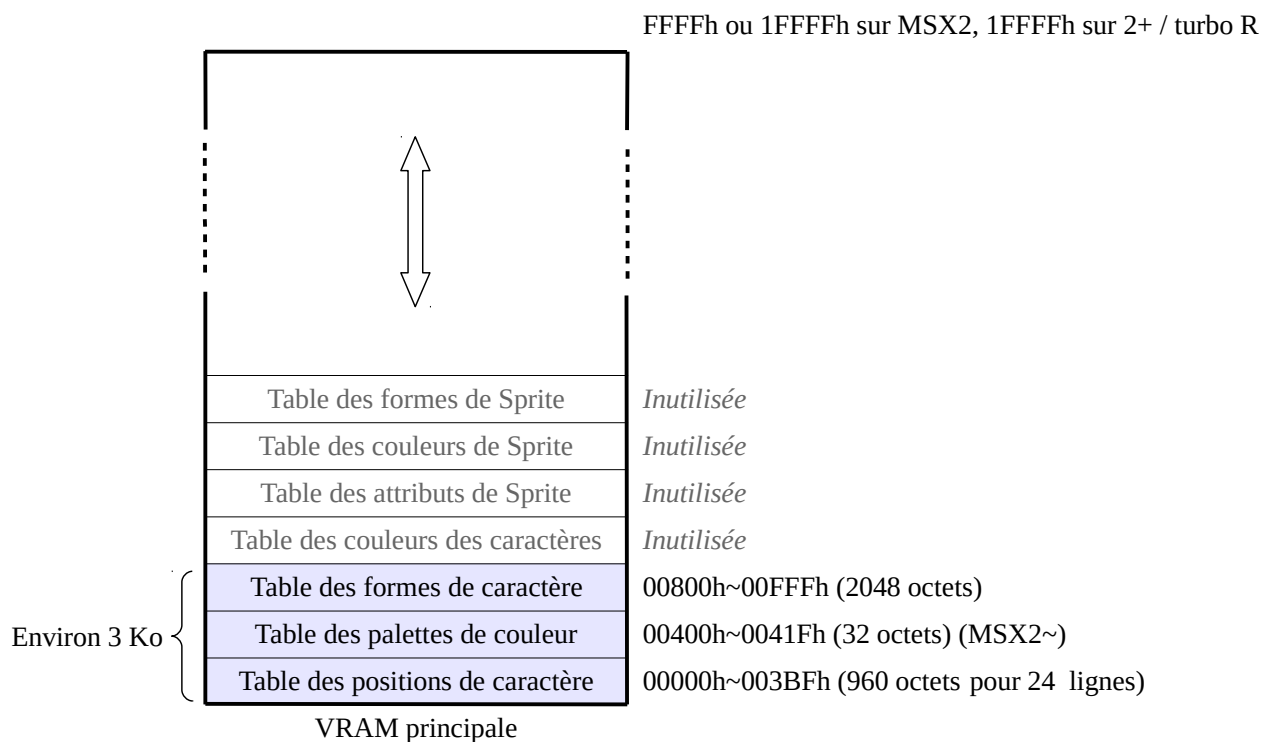 FFFFh ou 1FFFFh sur MSX2, 1FFFFh sur 2+ / turbo R
Table des formes de Sprite Inutilisée
Table des couleurs de Sprite Inutilisée
Table des attributs de Sprite Inutilisée
Table des couleurs des caractères Inutilisée
Table des formes de caractère 00800h~00FFFh (2048 octets)
Environ 3 Ko Table des palettes de couleur 00400h~0041Fh (32 octets) (MSX2~)
Table des positions de caractère 00000h~003BFh (960 octets pour 24 lignes)
VRAM principale